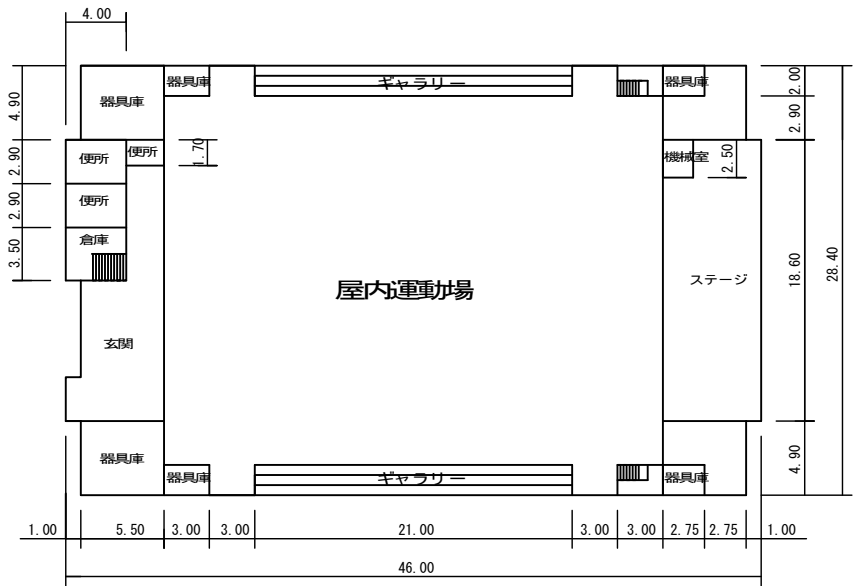 4.00
器具庫
ギャラリー
器具庫
器具庫
4.90
2.00
2.90
便所
便所
1.70
機械室
2.50
2.90
便所
2.90
倉庫
3.50
屋内運動場
ステージ
18.60
28.40
玄関
器具庫
器具庫
ギャラリー
器具庫
4.90
1.00
5.50
3.00
3.00
21.00
3.00
3.00
2.75
2.75
1.00
46.00